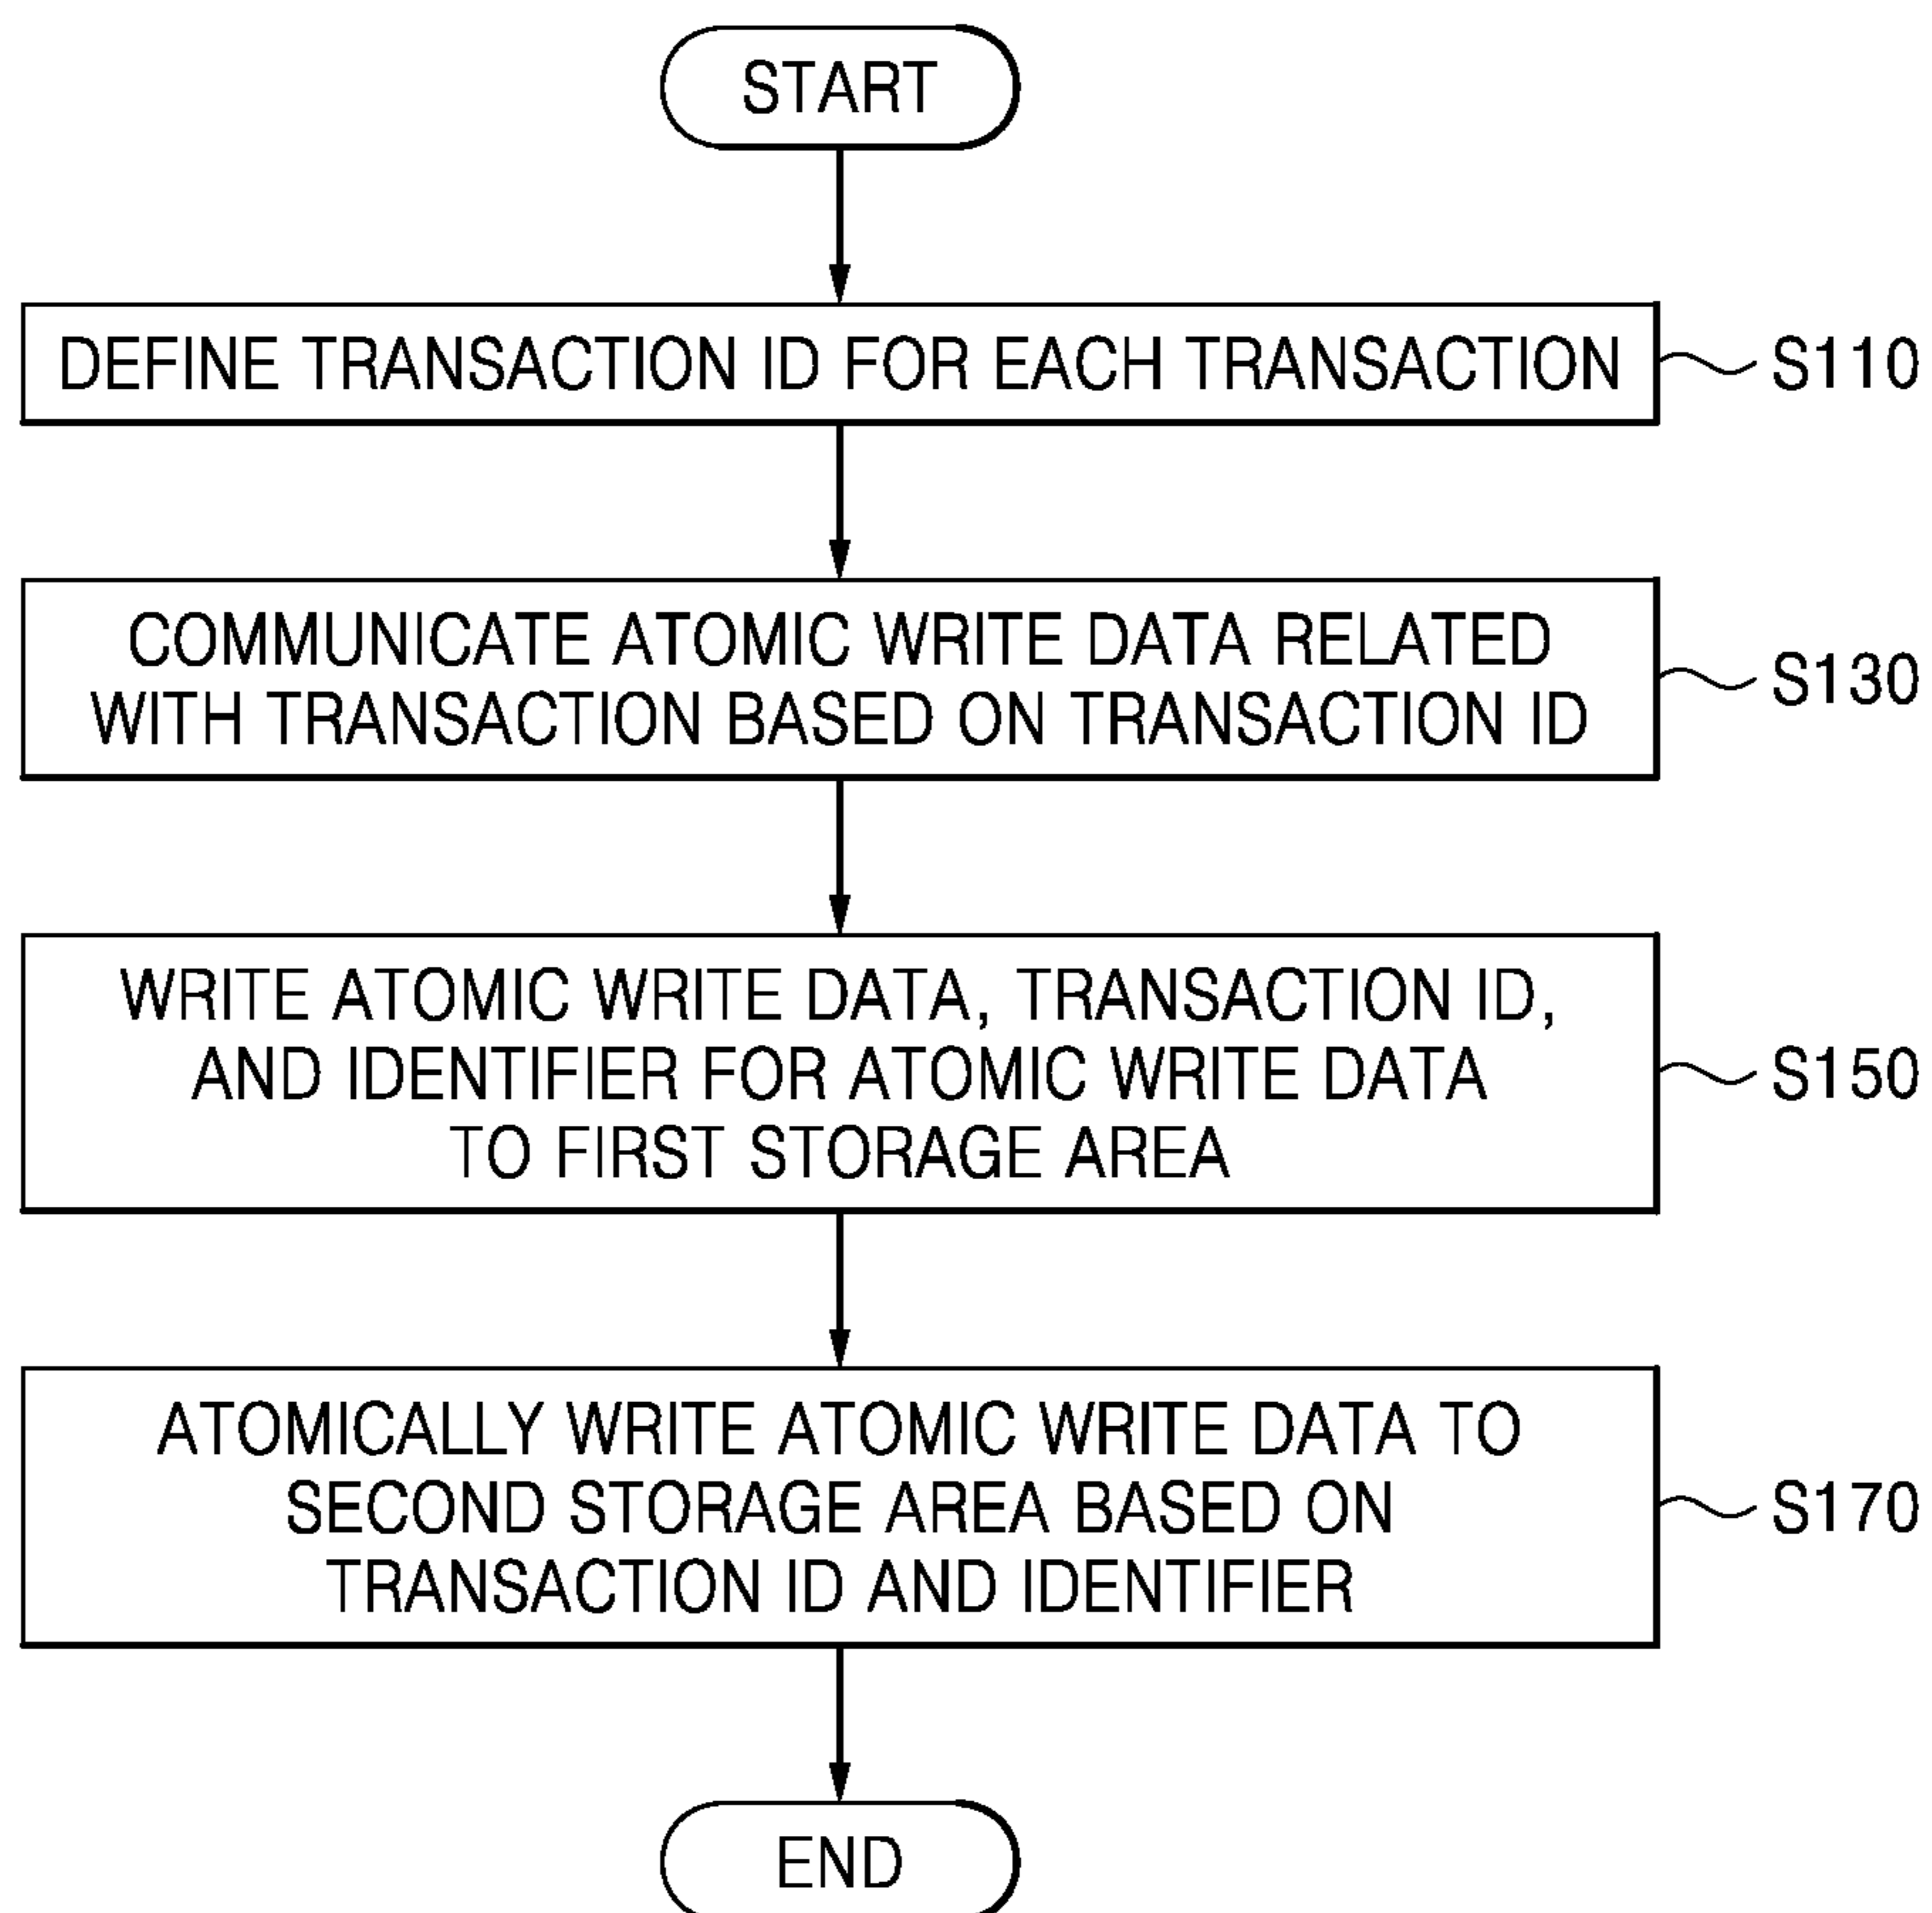 START
DEFINE TRANSACTION ID FOR EACH TRANSACTION
S110
COMMUNICATE ATOMIC WRITE DATA RELATED
WITH TRANSACTION BASED ON TRANSACTION ID
S130
WRITE ATOMIC WRITE DATA, TRANSACTION ID,
AND IDENTIFIER FOR ATOMIC WRITE DATA
TO FIRST STORAGE AREA
S150
ATOMICALLY WRITE ATOMIC WRITE DATA TO
SECOND STORAGE AREA BASED ON
TRANSACTION ID AND IDENTIFIER
S170
END